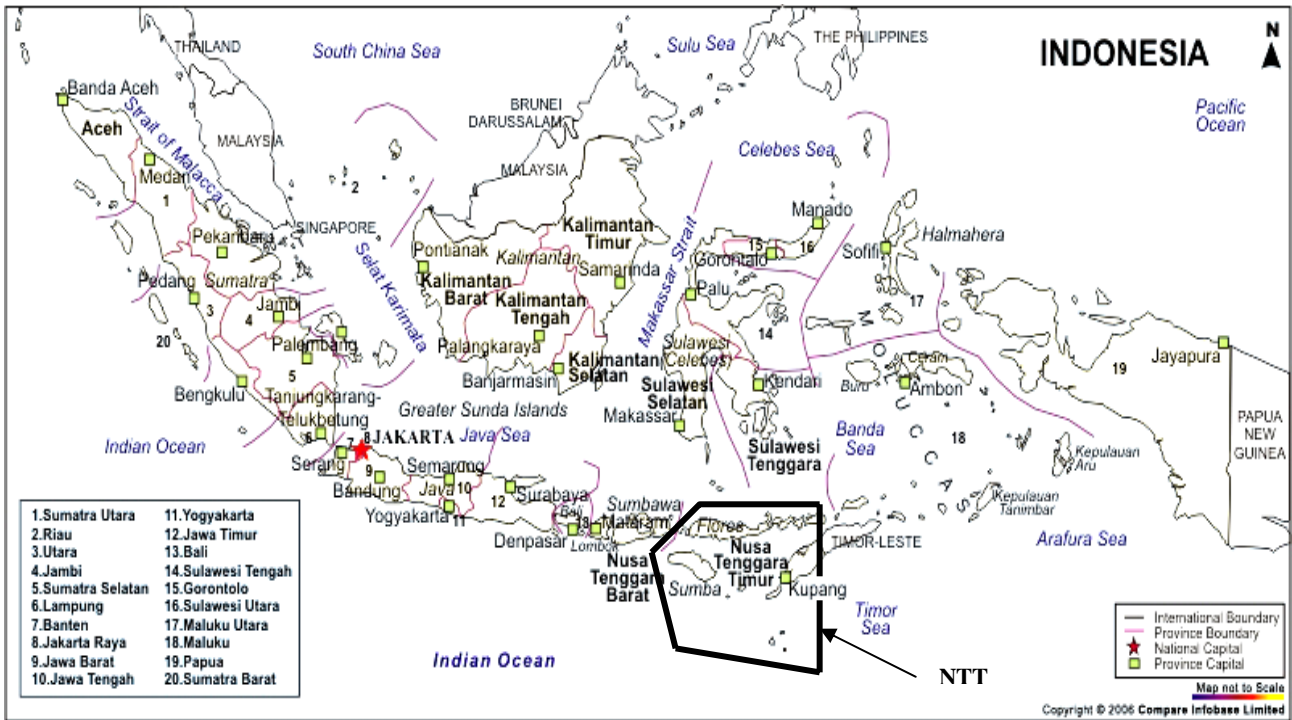 INDONESIA
N
THAILAND
South China Sea
Sulu Sea
THE PHILIPPINES
Pacific
Ocean
Banda Aceh
Aceh
Strait of Malacca
MALAYSIA
BRUNEI
DARUSSALAM
MALAYSIA
Celebes Sea
Medan
1
2
SINGAPORE
Pekanbaru
Sumatra
Pedang
3
4
Jambi
20
Palembang
5
Bengkulu
Tanjungkarang-
Telukbetung
6
Indian Ocean
Selat Karimata
Pontianak
Kalimantan
Barat
Kalimantan
Kalimantan
Timur
Samarinda
Kalimantan
Tengah
Palangkaraya
Kalimantan
Selatan
Banjarmasin
Makassar Strait
Manado
15
16
Gorontalo
Palu
14
Sulawesi
(Celebes)
Sulawesi
Selatan
Kendari
Makassar
Sulawesi
Tenggara
Sofifi
Halmahera
17
MOLUCCAS
Ceram
Buru
Ambon
18
Banda
Sea
19
Jayapura
PAPUA
NEW
GUINEA
Kepulauan
Aru
Kepulauan
Tanimbar
Arafura Sea
Greater Sunda Islands
Java Sea
7
8
JAKARTA
Serang
9
Bandung
Semarang
Java
10
Yogyakarta
11
12
Surabaya
Bali
13
Mataram
Denpasar
Lombok
Sumbawa
Nusa
Tenggara
Barat
Flores
Nusa
Tenggara
Timur
Sumba
Kupang
TIMOR-LESTE
Timor
Sea
Indian Ocean
NTT
1.Sumatra Utara
2.Riau
3.Utara
4.Jambi
5.Sumatra Selatan
6.Lampung
7.Banten
8.Jakarta Raya
9.Jawa Barat
10.Jawa Tengah
11.Yogyakarta
12.Jawa Timur
13.Bali
14.Sulawesi Tengah
15.Gorontolo
16.Sulawesi Utara
17.Maluku Utara
18.Maluku
19.Papua
20.Sumatra Barat
International Boundary
Province Boundary
National Capital
Province Capital
Map not to Scale
Copyright © 2006 Compare Infobase Limited